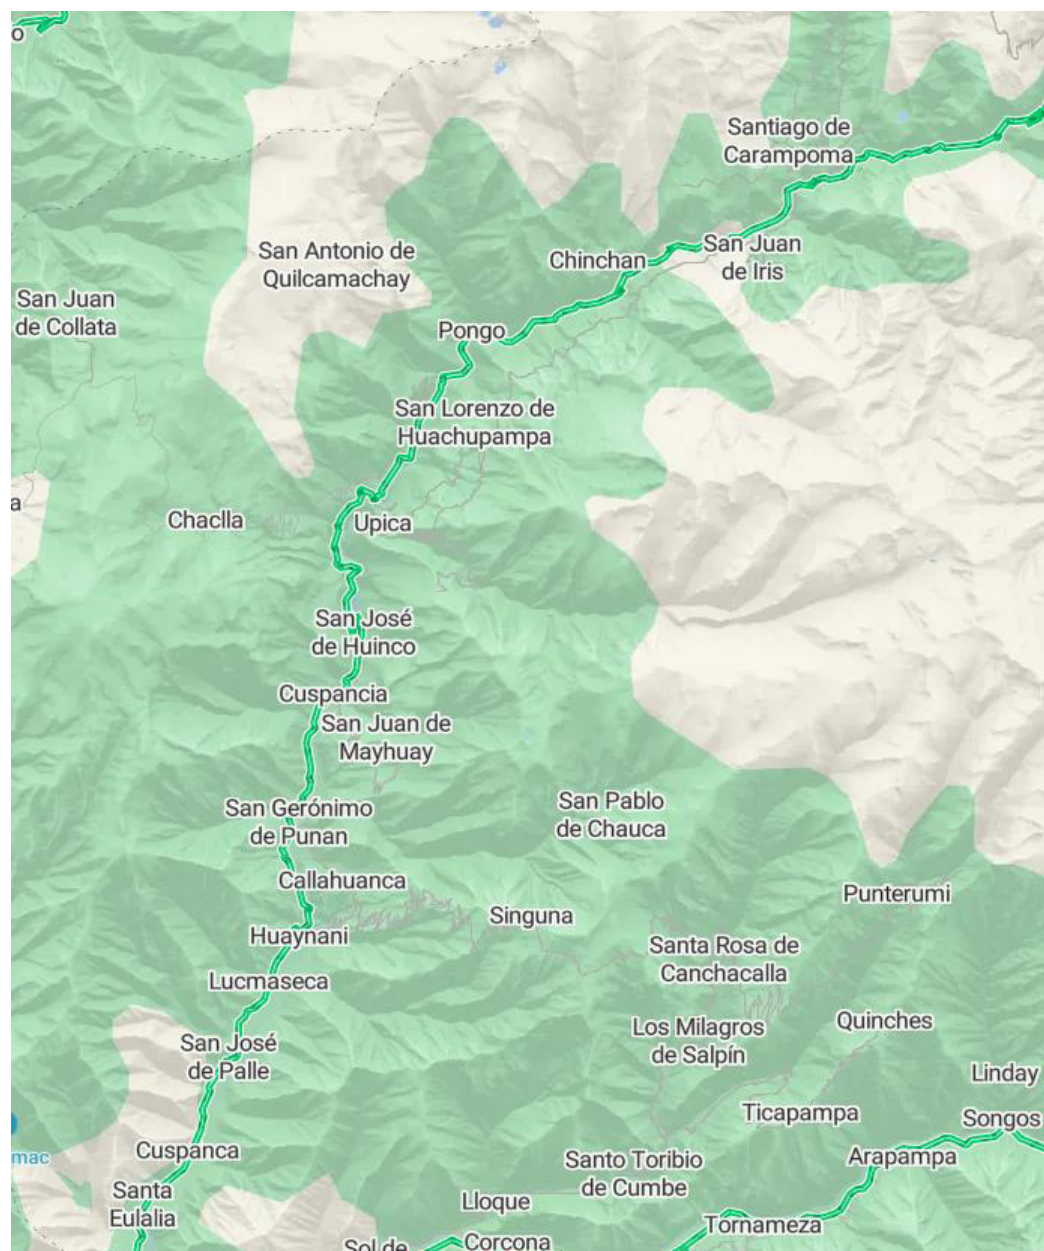 o
Santiago de
Carampoma
San Antonio de
Quilcamachay
Chinchan
San Juan
de Iris
San Juan
de Collata
Pongo
San Lorenzo de
Huachupampa
a
Chaclla
Upica
San José
de Huinco
Cuspancia
San Juan de
Mayhuay
San Gerónimo
de Punan
San Pablo
de Chauca
Callahuanca
Punterumi
Singuna
Huaynani
Santa Rosa de
Canchacalla
Lucmaseca
Los Milagros
de Salpín
Quinches
San José
de Palle
Linday
Ticapampa
Songos
mac
Cuspanca
Arapampa
Santo Toribio
de Cumbe
Santa
Eulalia
Lloque
Tornameza
Sol de
Corcona